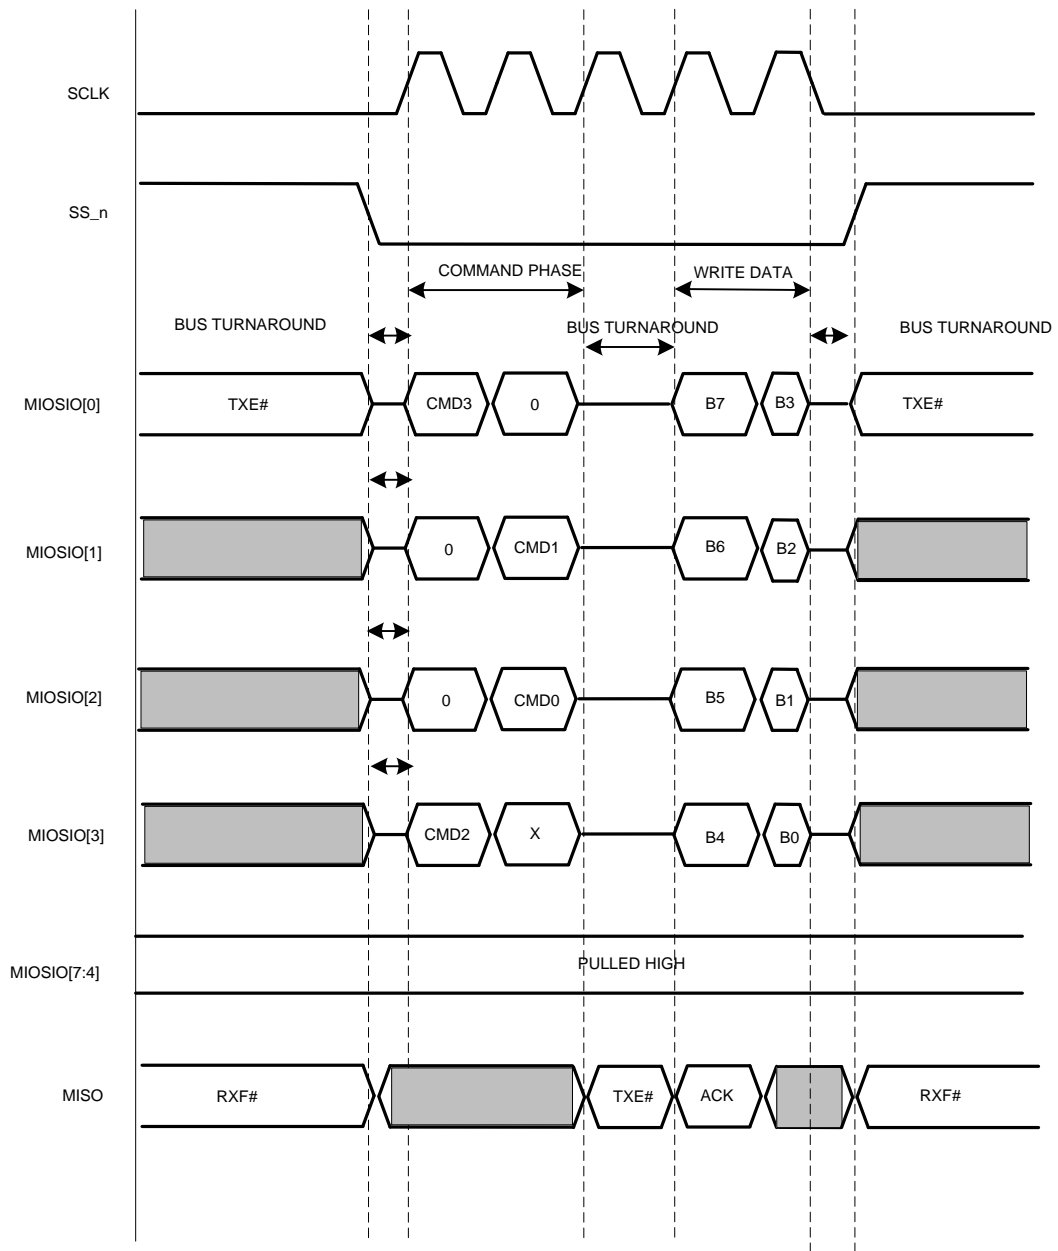 SCLK
SS_n
COMMAND PHASE
WRITE DATA
BUS TURNAROUND
BUS TURNAROUND
BUS TURNAROUND
MIOSIO[0]
TXE#
CMD3
0
B7
B3
TXE#
MIOSIO[1]
0
CMD1
B6
B2
MIOSIO[2]
0
CMD0
B5
B1
MIOSIO[3]
CMD2
X
B4
B0
MIOSIO[7:4]
PULLED HIGH
MISO
RXF#
TXE#
ACK
RXF#